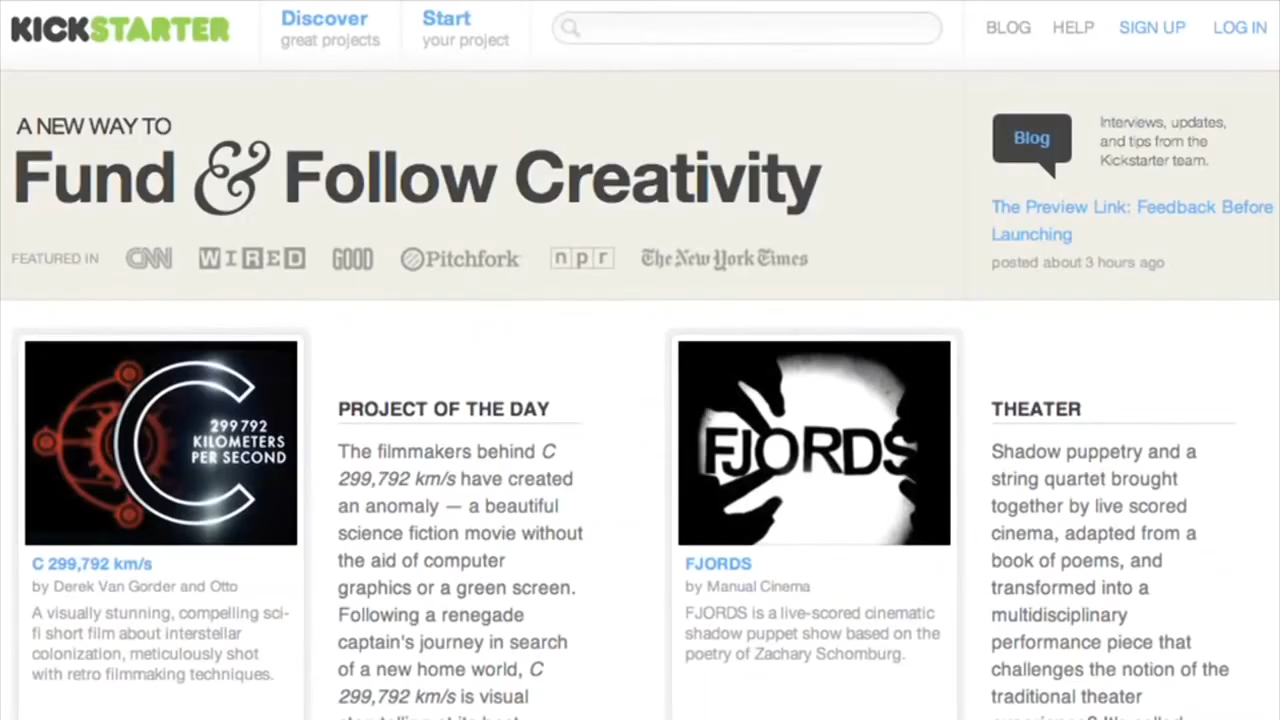 KICKSTARTER
Discover
great projects
Start
your project
BLOG HELP SIGN UP LOG IN
A NEW WAY TO
Fund & Follow Creativity
FEATURED IN CNN WIRED GOOD Pitchfork npr The New York Times
Blog
Interviews, updates,
and tips from the
Kickstarter team.
The Preview Link: Feedback Before
Launching
posted about 3 hours ago
C
299 792
KILOMETERS
PER SECOND
C 299,792 km/s
by Derek Van Gorder and Otto
A visually stunning, compelling sci-
fi short film about interstellar
colonization, meticulously shot
with retro filmmaking techniques.
PROJECT OF THE DAY
The filmmakers behind C
299,792 km/s have created
an anomaly — a beautiful
science fiction movie without
the aid of computer
graphics or a green screen.
Following a renegade
captain's journey in search
of a new home world, C
299,792 km/s is visual
FJORDS
FJORDS
by Manual Cinema
FJORDS is a live-scored cinematic
shadow puppet show based on the
poetry of Zachary Schomburg.
THEATER
Shadow puppetry and a
string quartet brought
together by live scored
cinema, adapted from a
book of poems, and
transformed into a
multidisciplinary
performance piece that
challenges the notion of the
traditional theater